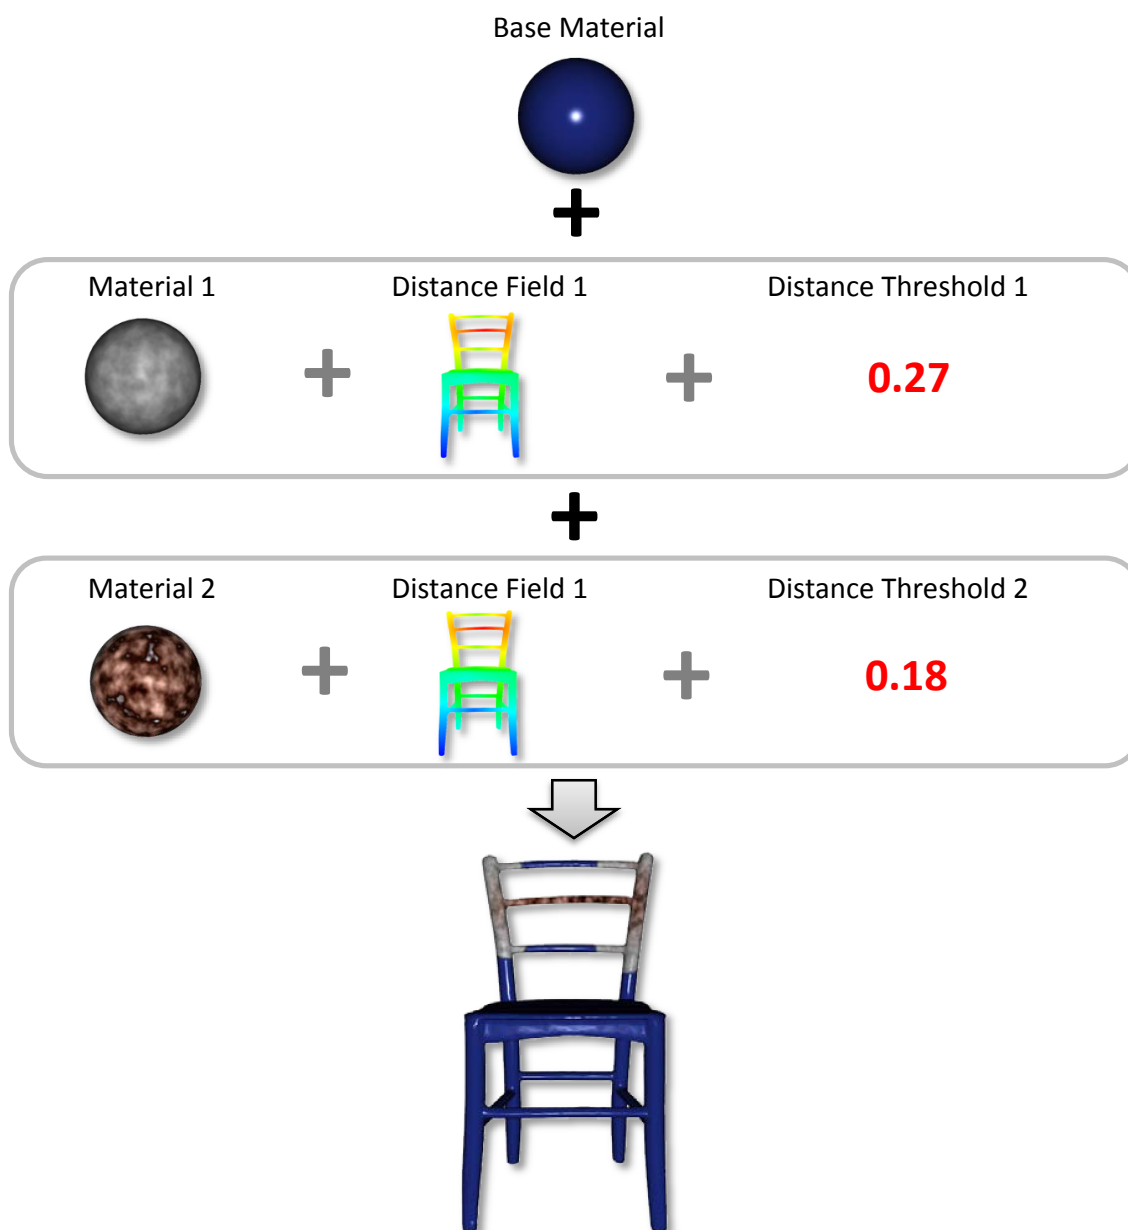 Base Material
Material 1 Distance Field 1 Distance Threshold 1
0.27
Material 2 Distance Field 1 Distance Threshold 2
0.18